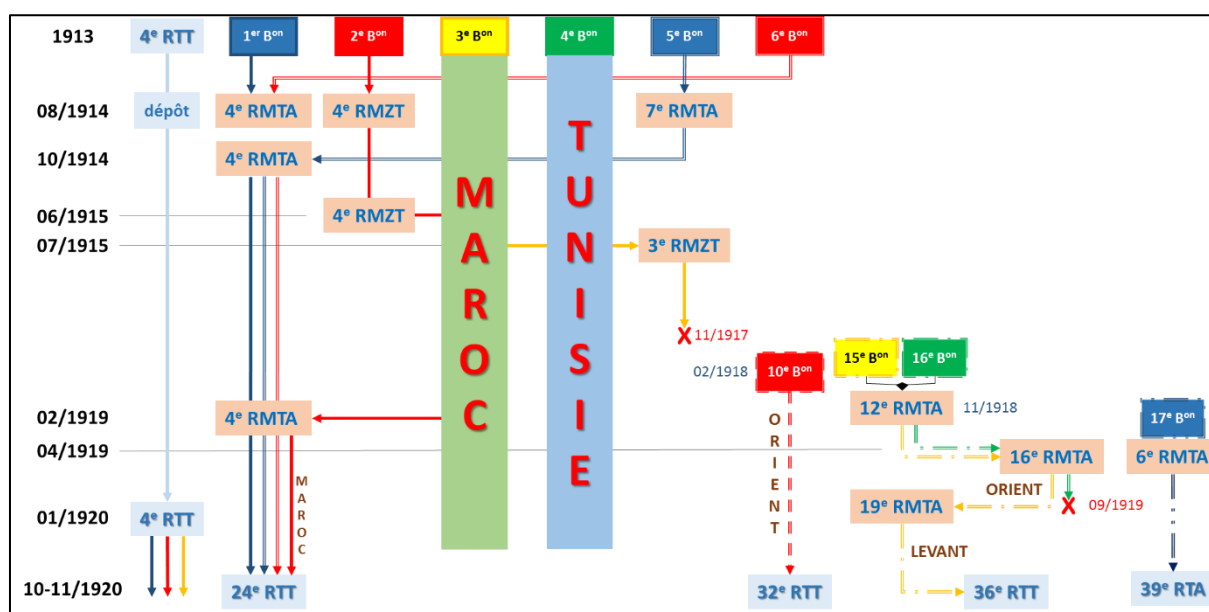 1913
4e RTT
1er Bon
2e Bon
3e Bon
4e Bon
5e Bon
6e Bon
08/1914
dépôt
4e RMTA
4e RMZT
7e RMTA
10/1914
4e RMTA
MAROC
TUNISIE
06/1915
4e RMZT
07/1915
3e RMZT
X 11/1917
02/1918
10e Bon
15e Bon
16e Bon
02/1919
4e RMTA
12e RMTA
11/1918
17e Bon
04/1919
16e RMTA
6e RMTA
MAROC
ORIENT
ORIENT
X 09/1919
01/1920
4e RTT
19e RMTA
LEVANT
10-11/1920
24e RTT
32e RTT
36e RTT
39e RTA